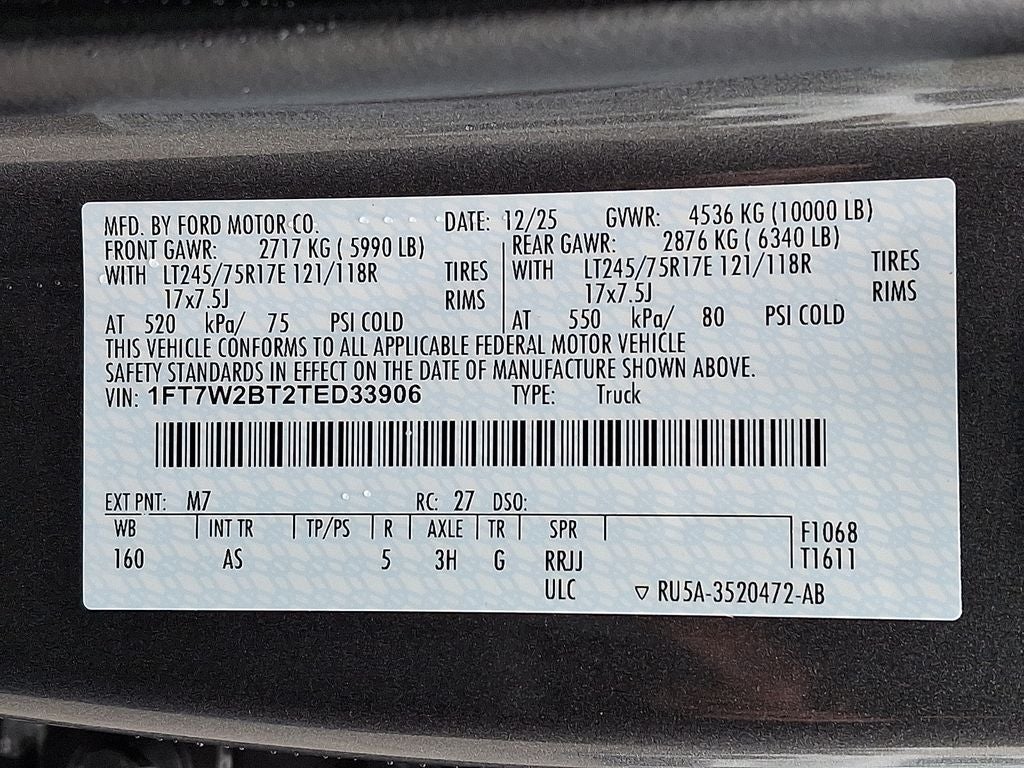 MFD. BY FORD MOTOR CO. DATE: 12/25 GVWR: 4536 KG (10000 LB)
FRONT GAWR: 2717 KG ( 5990 LB) REAR GAWR: 2876 KG ( 6340 LB)
WITH LT245/75R17E 121/118R TIRES WITH LT245/75R17E 121/118R TIRES
17x7.5J RIMS 17x7.5J RIMS
AT 520 kPa/ 75 PSI COLD AT 550 kPa/ 80 PSI COLD
THIS VEHICLE CONFORMS TO ALL APPLICABLE FEDERAL MOTOR VEHICLE
SAFETY STANDARDS IN EFFECT ON THE DATE OF MANUFACTURE SHOWN ABOVE.
VIN: 1FT7W2BT2TED33906 TYPE: Truck
EXT PNT: M7 RC: 27 DSO:
WB INT TR TP/PS R AXLE TR SPR F1068
160 AS 5 3H G RRJJ T1611
ULC ▽ RU5A-3520472-AB